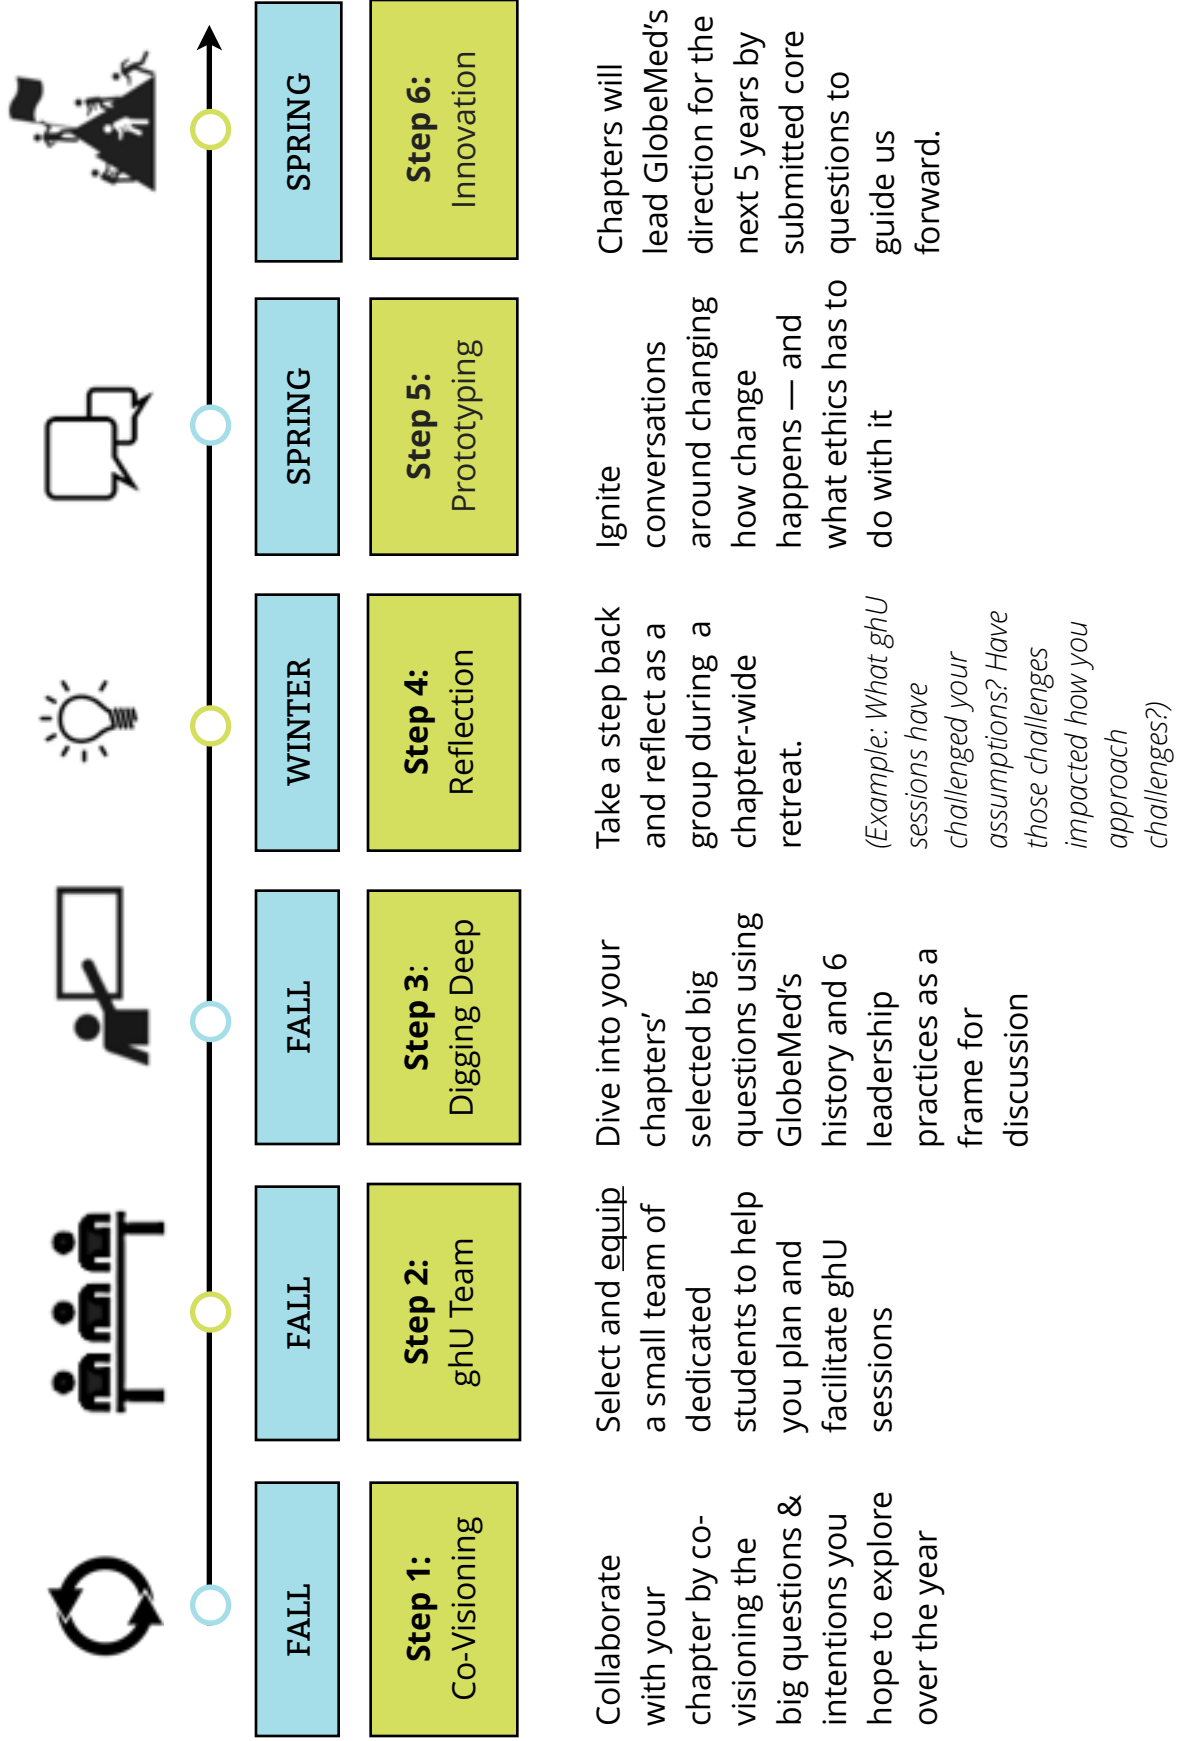 FALL
Step 1:
Co-Visioning
Collaborate
with your
chapter by co-
visioning the
big questions &
intentions you
hope to explore
over the year
FALL
Step 2:
ghU Team
Select and equip
a small team of
dedicated
students to help
you plan and
facilitate ghU
sessions
FALL
Step 3:
Digging Deep
Dive into your
chapters'
selected big
questions using
GlobeMed's
history and 6
leadership
practices as a
frame for
discussion
WINTER
Step 4:
Reflection
Take a step back
and reflect as a
group during a
chapter-wide
retreat.
(Example: What ghU
sessions have
challenged your
assumptions? Have
those challenges
impacted how you
approach
challenges?)
SPRING
Step 5:
Prototyping
Ignite
conversations
around changing
how change
happens — and
what ethics has to
do with it
SPRING
Step 6:
Innovation
Chapters will
lead GlobeMed's
direction for the
next 5 years by
submitted core
questions to
guide us
forward.